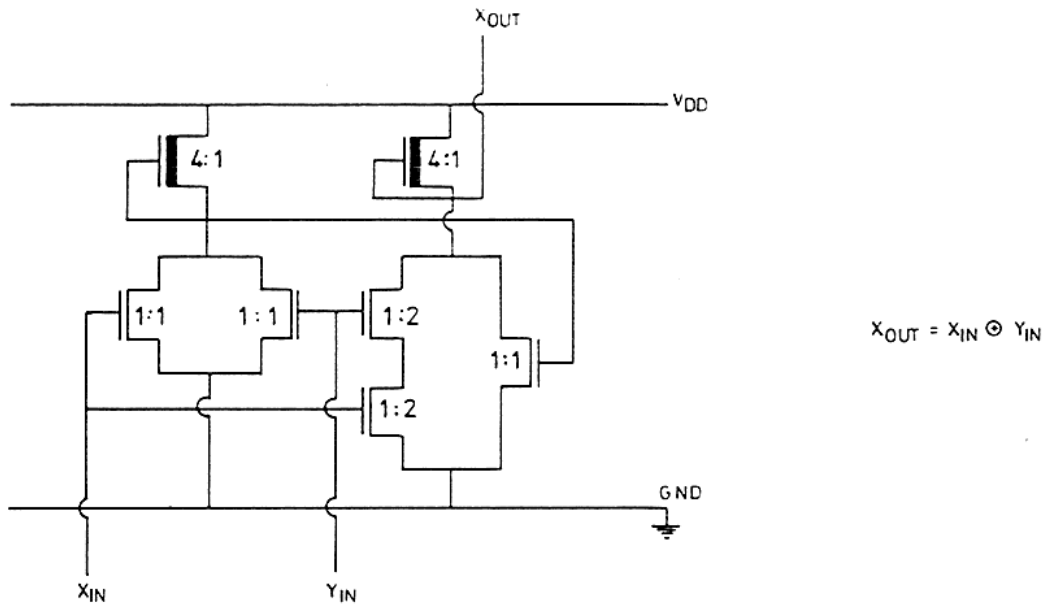 XOUT
VDD
4:1
4:1
1:1
1:1
1:2
1:1
1:2
XOUT = XIN ⊙ YIN
GND
XIN
YIN